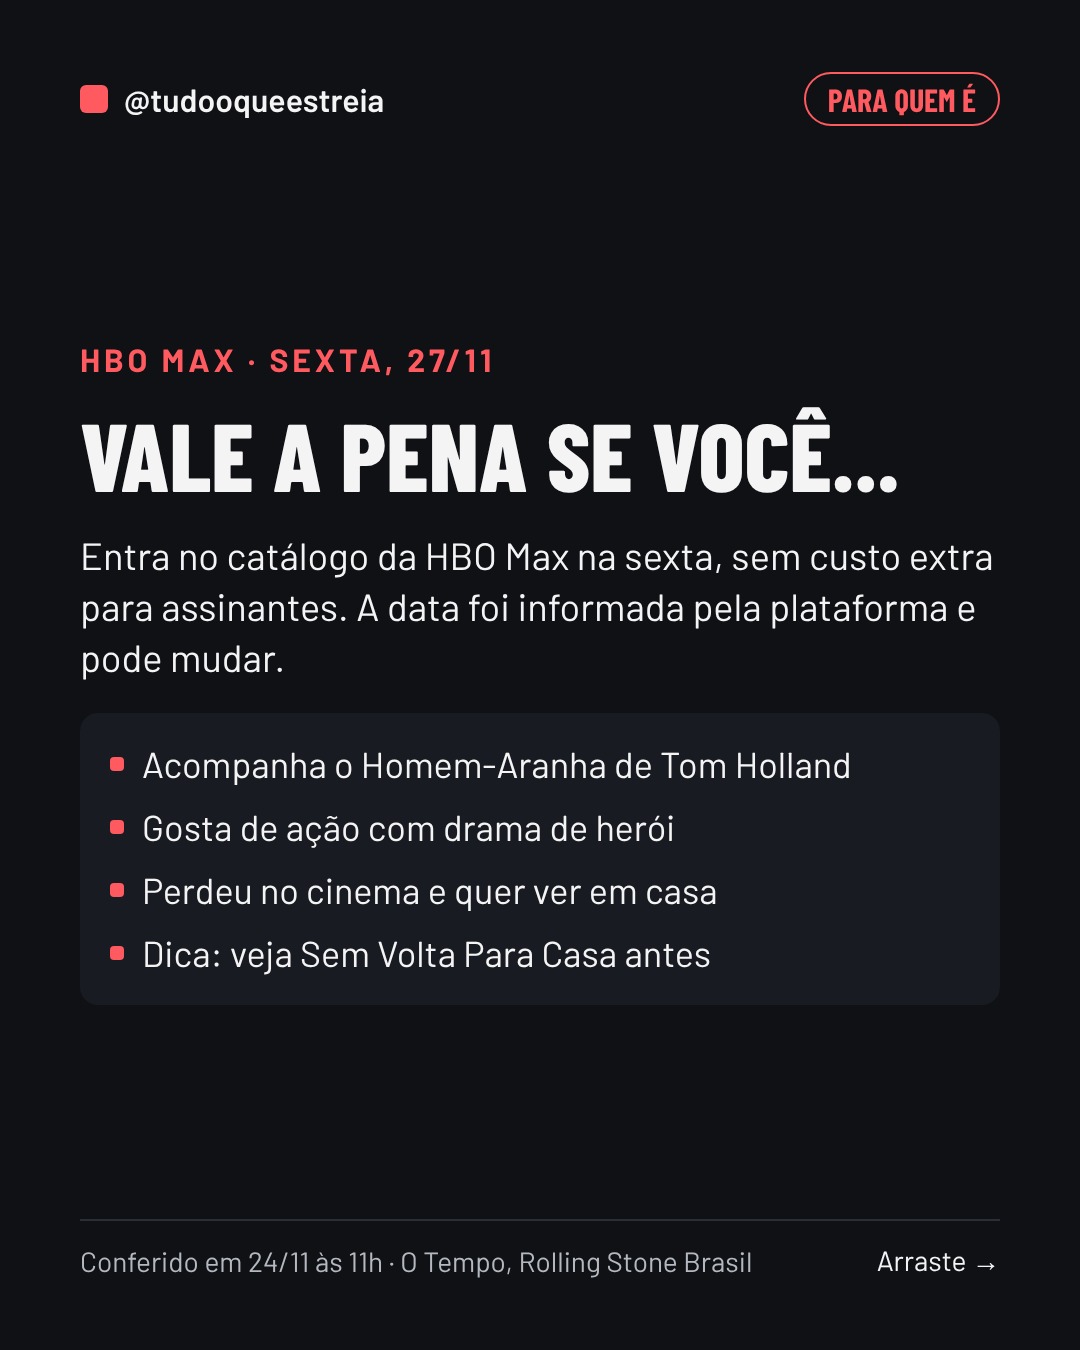 @tudooqueestreia
PARA QUEM É
HBO MAX · SEXTA, 27/11
VALE A PENA SE VOCÊ...
Entra no catálogo da HBO Max na sexta, sem custo extra
para assinantes. A data foi informada pela plataforma e
pode mudar.
Acompanha o Homem-Aranha de Tom Holland
Gosta de ação com drama de herói
Perdeu no cinema e quer ver em casa
Dica: veja Sem Volta Para Casa antes
Conferido em 24/11 às 11h · O Tempo, Rolling Stone Brasil
Arraste →